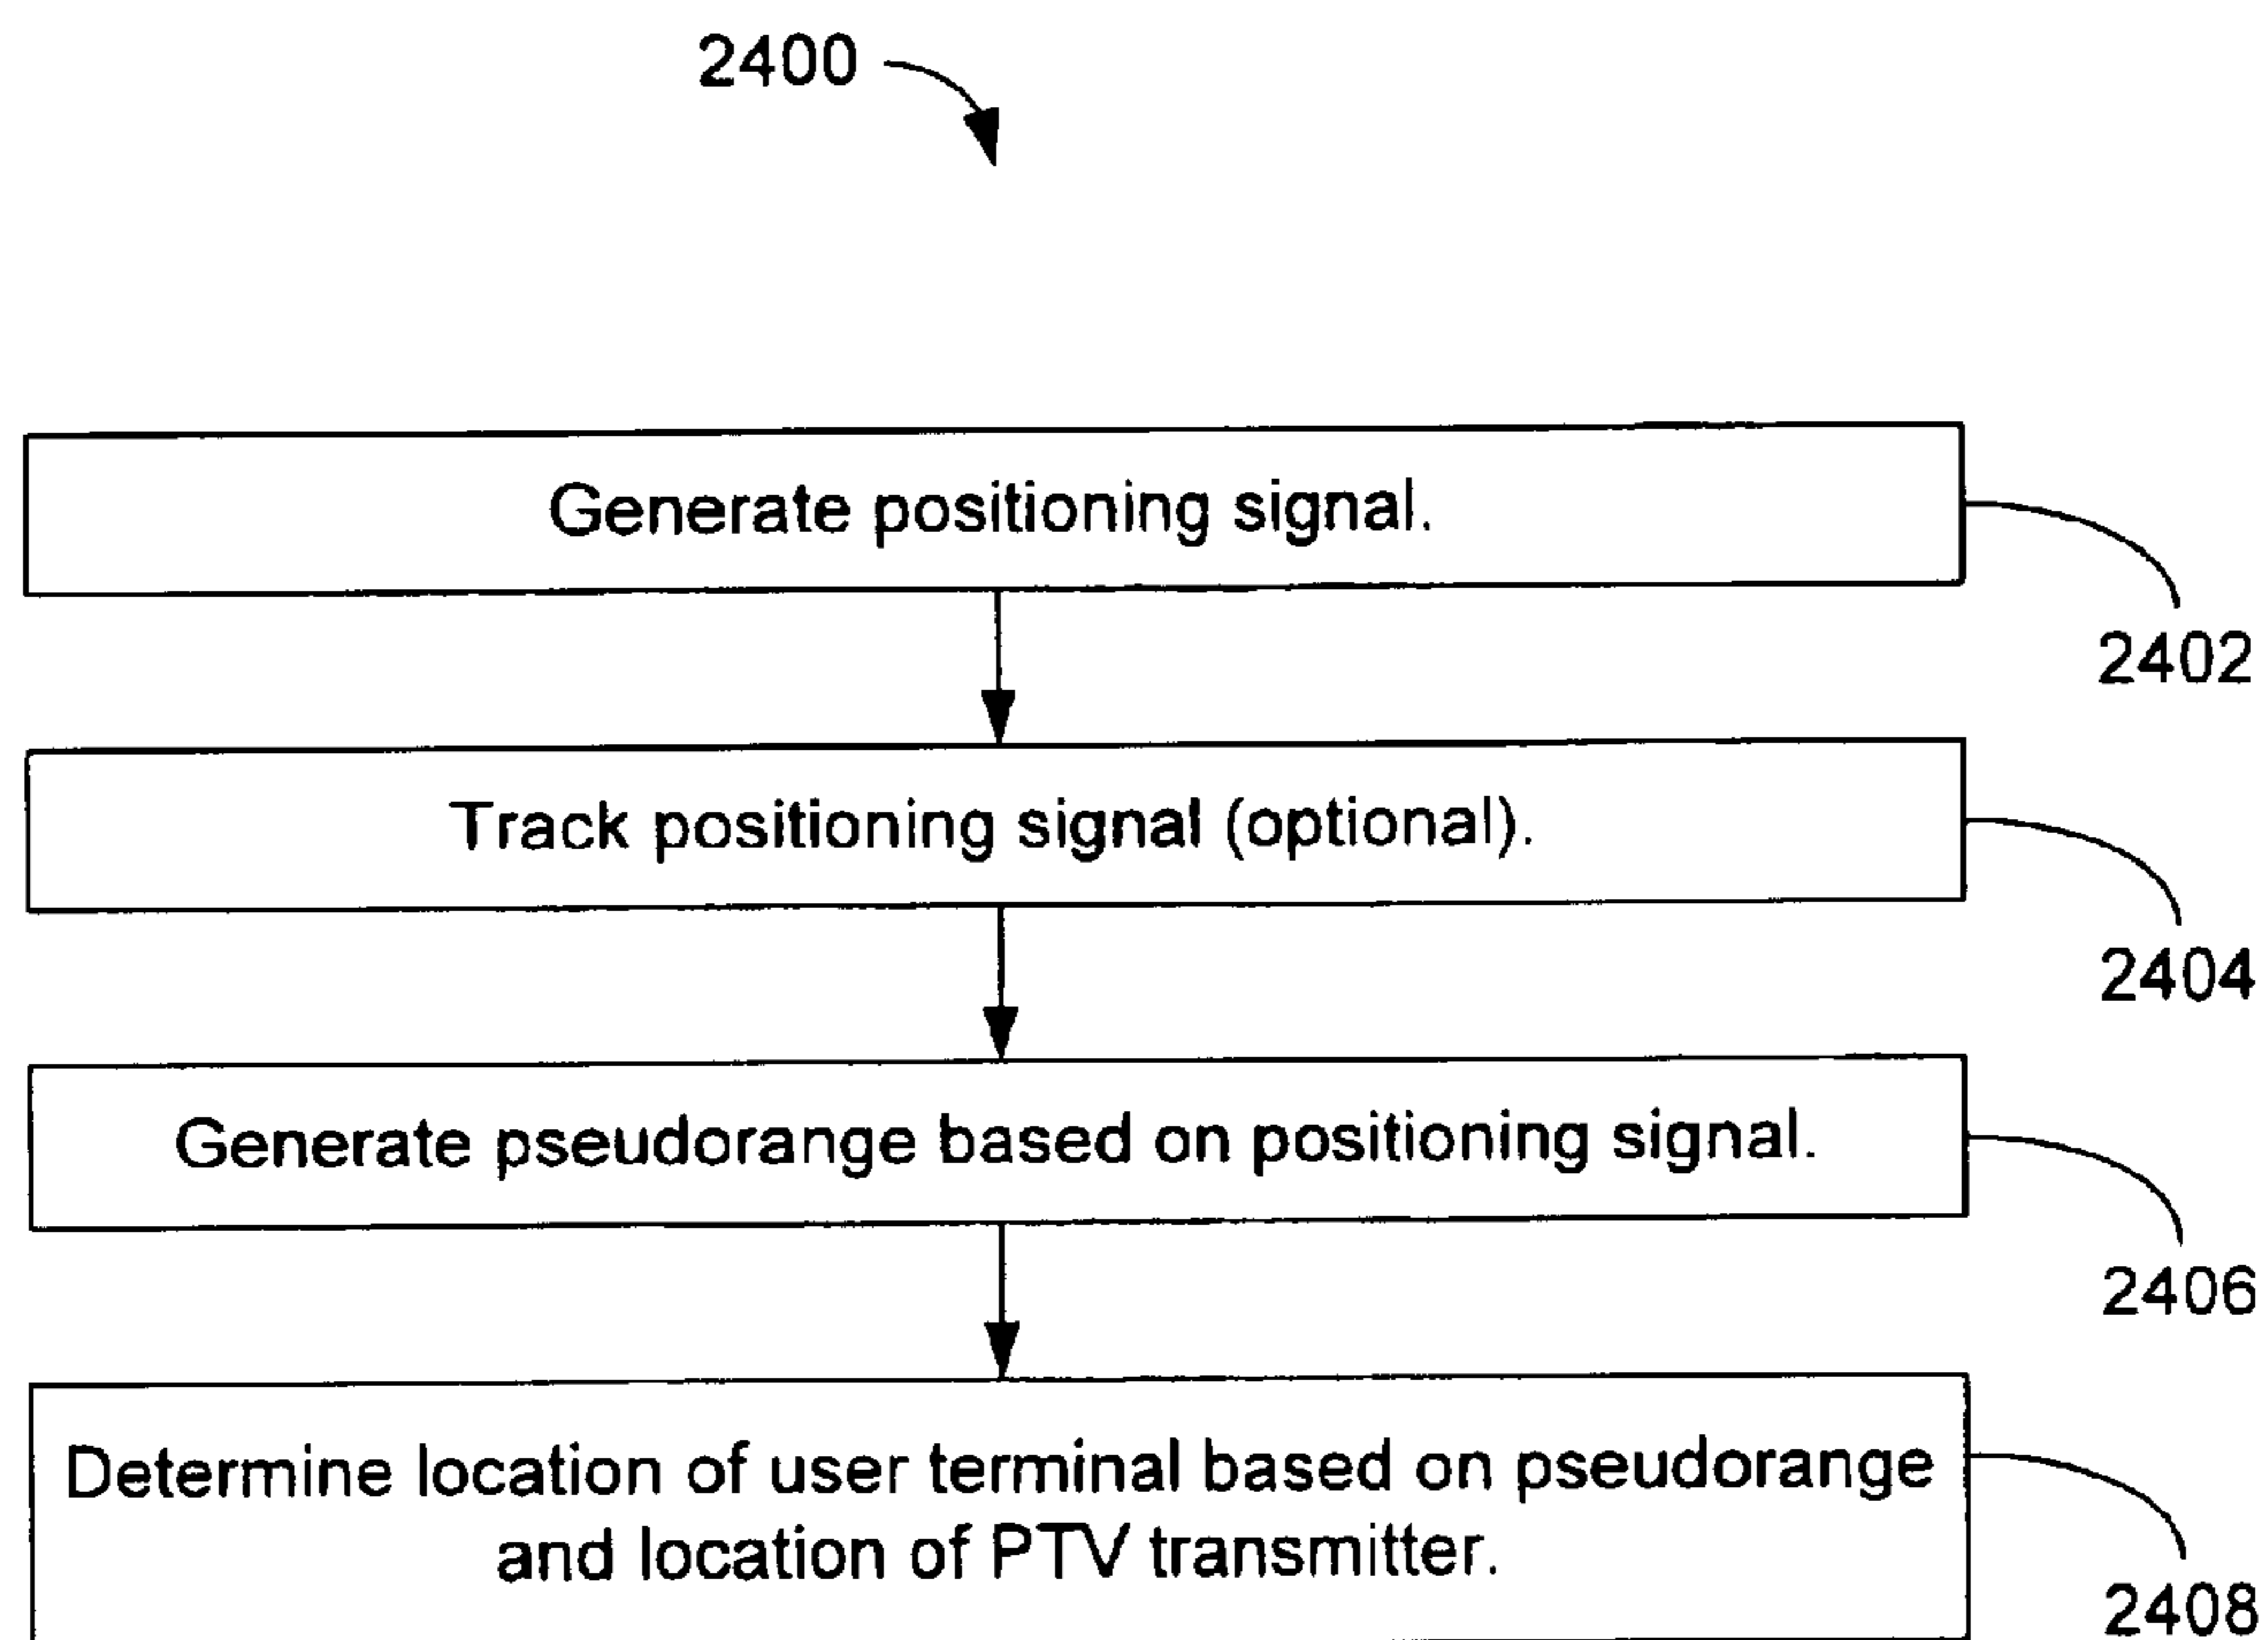 2400
Generate positioning signal.
2402
Track positioning signal (optional).
2404
Generate pseudorange based on positioning signal.
2406
Determine location of user terminal based on pseudorange
and location of PTV transmitter.
2408